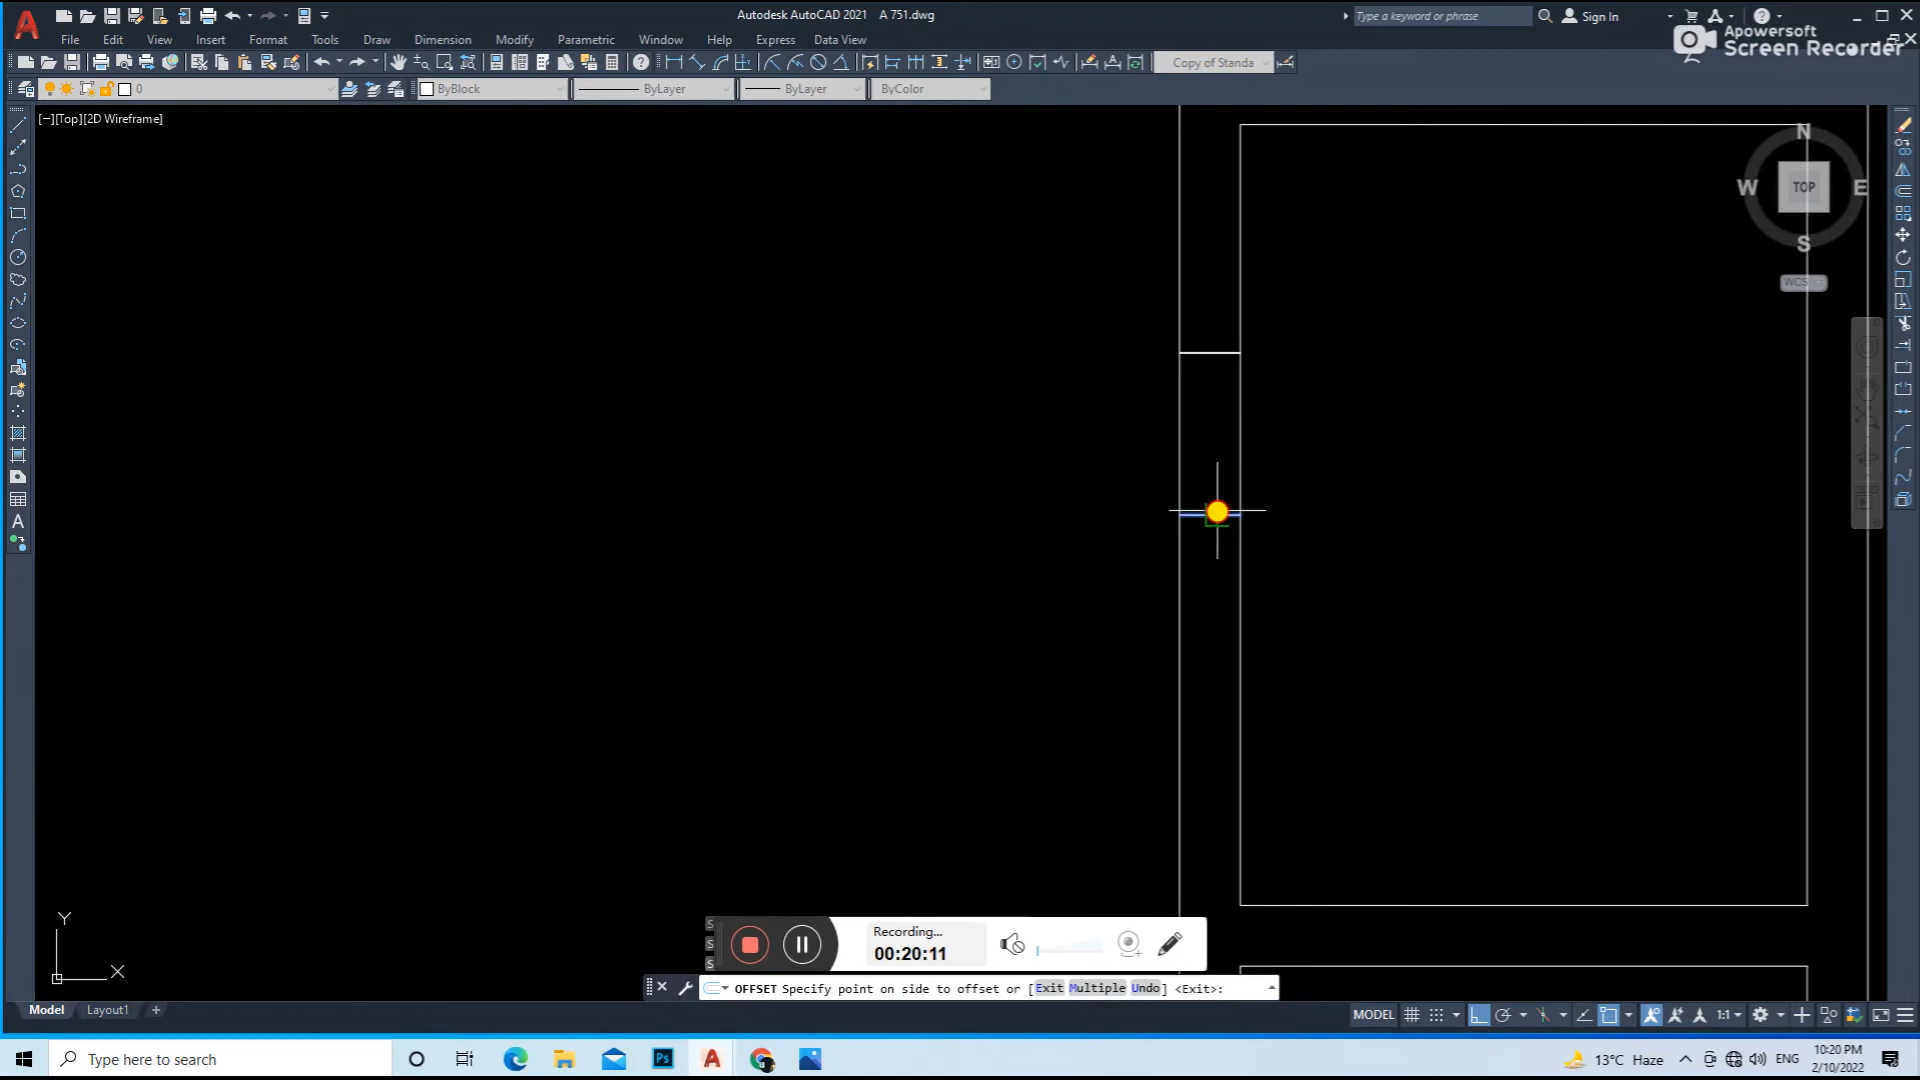 Autodesk AutoCAD 2021 A 751.dwg
Type a keyword or phrase
Sign In
File Edit View Insert Format Tools Draw Dimension Modify Parametric Window Help Express Data View
Apowersoft
Screen Recorder
Copy of Standa
0
ByBlock
ByLayer
ByLayer
ByColor
[−][Top][2D Wireframe]
N
W TOP E
S
WCS
A
Y
X
S
S
S
Recording...
00:20:11
OFFSET Specify point on side to offset or [Exit Multiple Undo] <Exit>:
Model Layout1 +
MODEL
1:1
Type here to search
Ps
A
13°C Haze
ENG
10:20 PM
2/10/2022